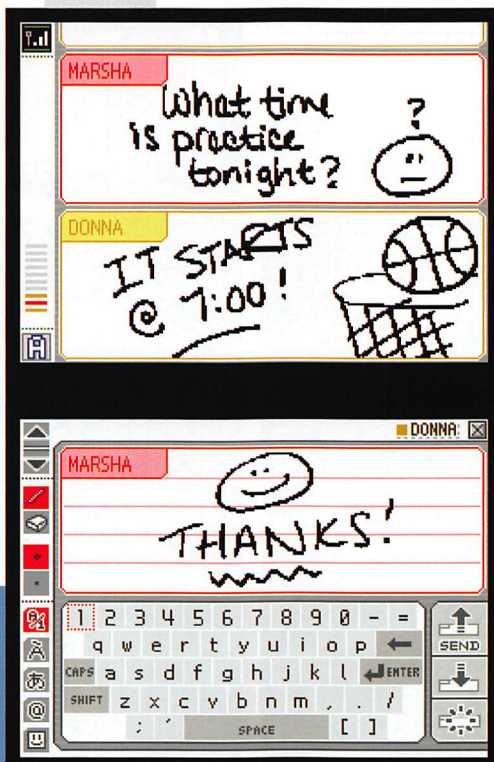 MARSHA
What time
is practice
tonight?
?
DONNA
IT STARTS
@ 7:00!
DONNA:
MARSHA
THANKS!
1 2 3 4 5 6 7 8 9 0 - =
q w e r t y u i o p ←
CAPS a s d f g h j k l ENTER
SHIFT z x c v b n m , . /
; ´ SPACE [ ]
SEND
あ
@